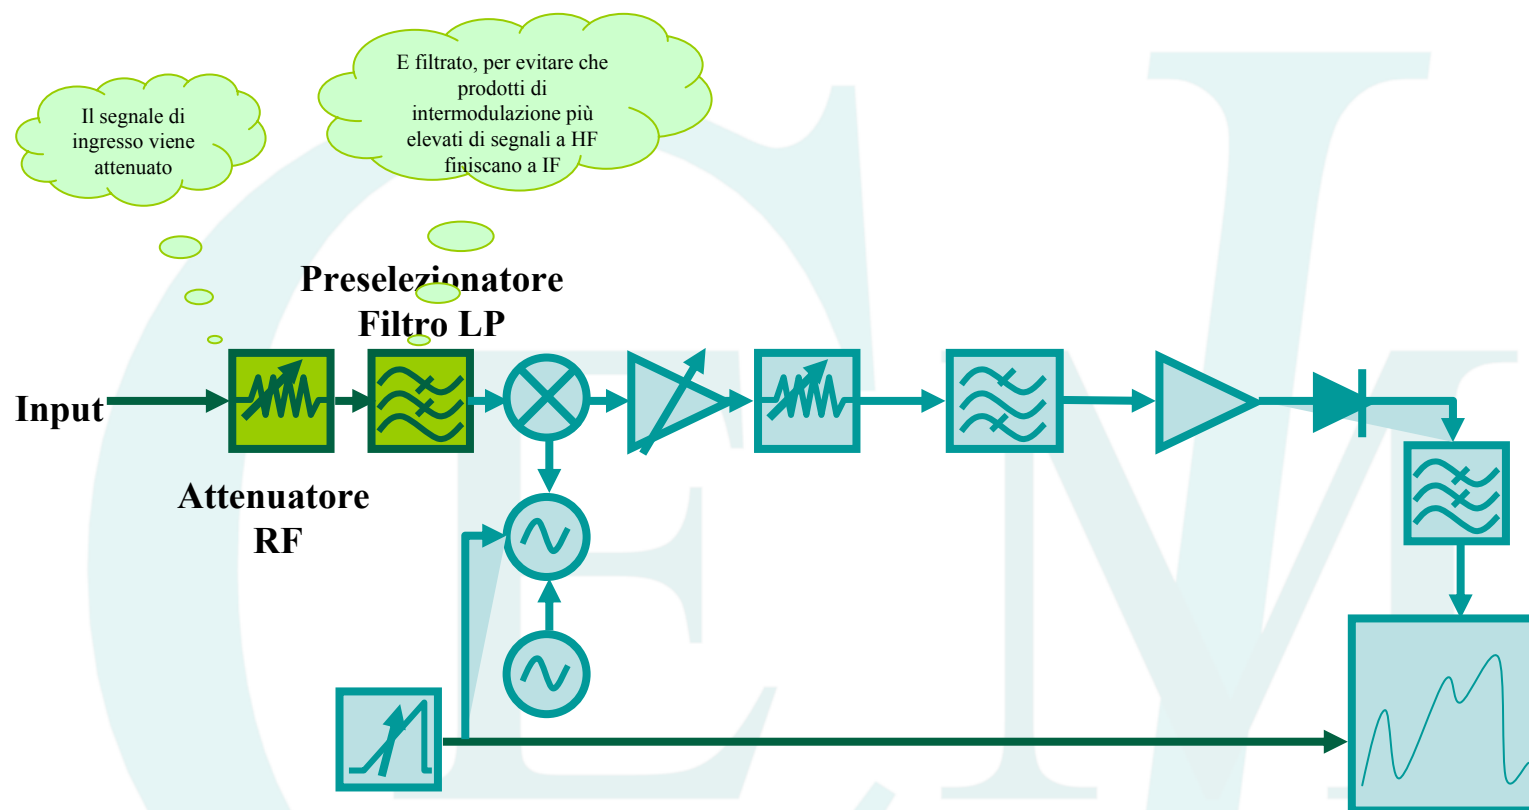 Il segnale di
ingresso viene
attenuato
E filtrato, per evitare che
prodotti di
intermodulazione più
elevati di segnali a HF
finiscano a IF
Preselezionatore
Filtro LP
Input
Attenuatore
RF
CEM